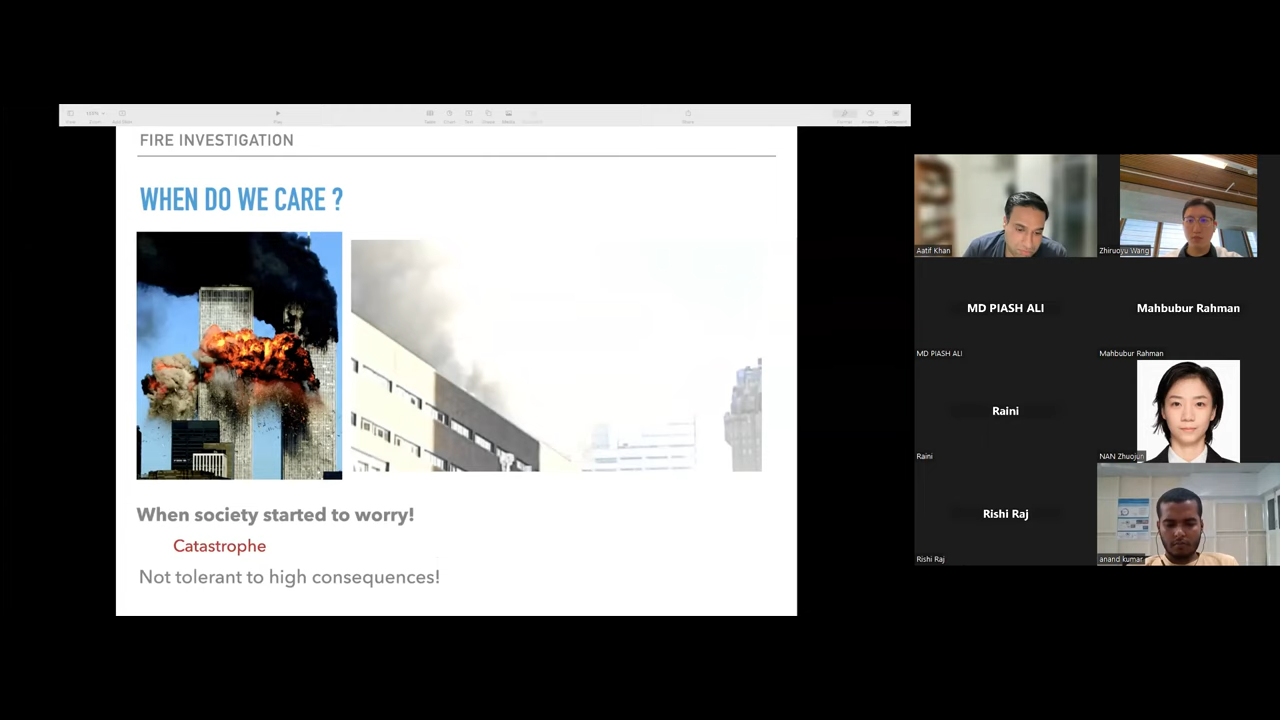 100%
FIRE INVESTIGATION
WHEN DO WE CARE ?
When society started to worry!
Catastrophe
Not tolerant to high consequences!
Aatif Khan
Zhiruoyu Wang
MD PIASH ALI
MD PIASH ALI
Mahbubur Rahman
Mahbubur Rahman
Raini
Raini
NAN Zhuojun
Rishi Raj
Rishi Raj
anand kumar